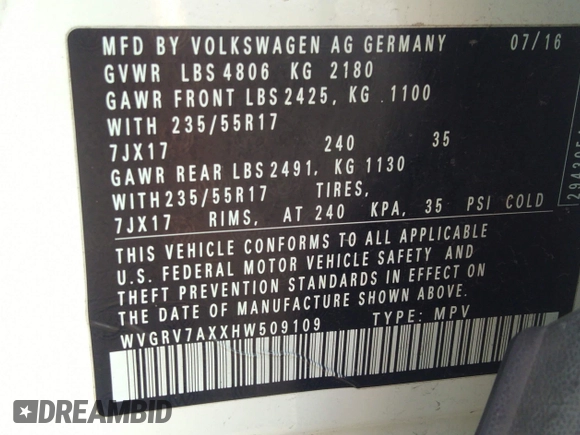 MFD BY VOLKSWAGEN AG GERMANY 07/16
GVWR LBS 4806 KG 2180
GAWR FRONT LBS 2425, KG 1100
WITH 235/55R17
7JX17 240 35
GAWR REAR LBS 2491, KG 1130
WITH235/55R17 TIRES,
7JX17 RIMS, AT 240 KPA, 35 PSI COLD
THIS VEHICLE CONFORMS TO ALL APPLICABLE
U.S. FEDERAL MOTOR VEHICLE SAFETY AND
THEFT PREVENTION STANDARDS IN EFFECT ON
THE DATE OF MANUFACTURE SHOWN ABOVE.
WVGRV7AXXHW509109 TYPE: MPV
DREAMBID